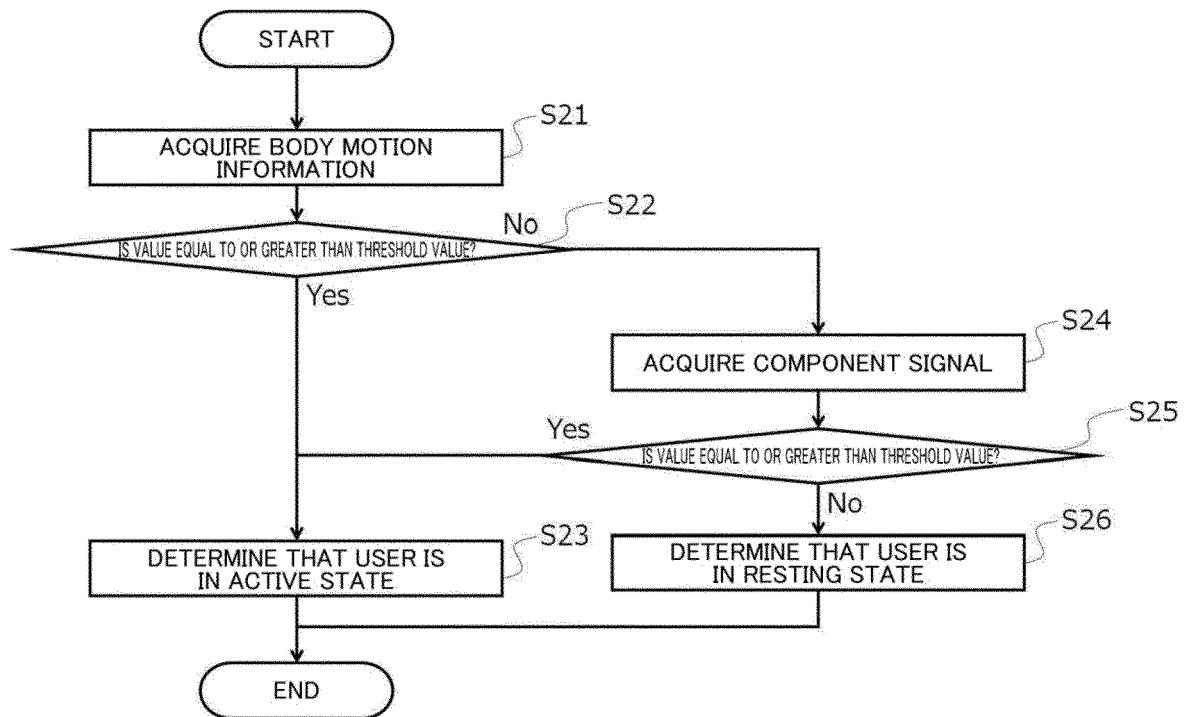 START
S21
ACQUIRE BODY MOTION
INFORMATION
S22
No
IS VALUE EQUAL TO OR GREATER THAN THRESHOLD VALUE?
Yes
S24
ACQUIRE COMPONENT SIGNAL
S25
Yes
IS VALUE EQUAL TO OR GREATER THAN THRESHOLD VALUE?
No
S23
DETERMINE THAT USER IS
IN ACTIVE STATE
S26
DETERMINE THAT USER IS
IN RESTING STATE
END